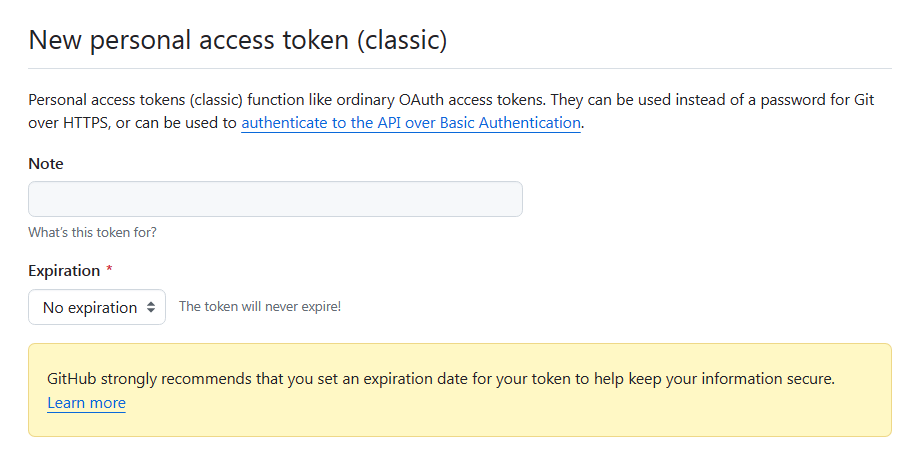 New personal access token (classic)
Personal access tokens (classic) function like ordinary OAuth access tokens. They can be used instead of a password for Git
over HTTPS, or can be used to authenticate to the API over Basic Authentication.
Note
What's this token for?
Expiration *
No expiration
The token will never expire!
GitHub strongly recommends that you set an expiration date for your token to help keep your information secure.
Learn more